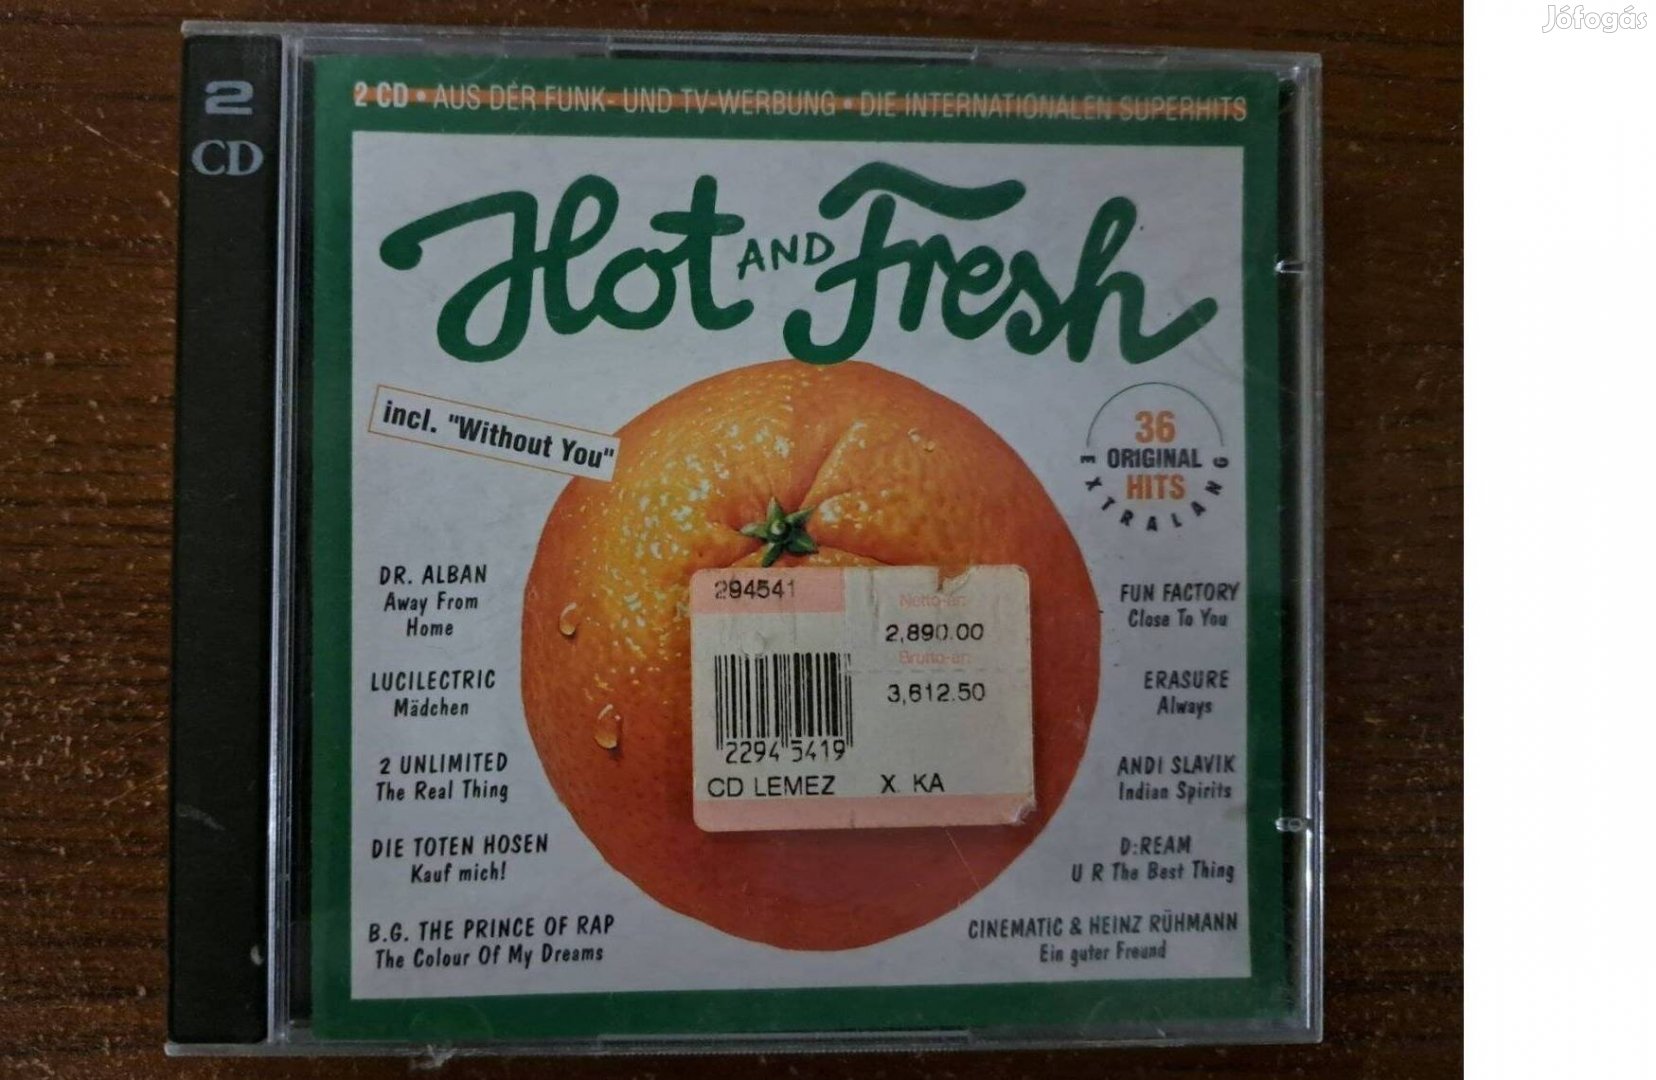 Jófogás
2
CD
2 CD • AUS DER FUNK- UND TV-WERBUNG • DIE INTERNATIONALEN SUPERHITS
Hot AND Fresh
incl. "Without You"
36
ORIGINAL
HITS
EXTRALANG
DR. ALBAN
Away From
Home
LUCILECTRIC
Mädchen
2 UNLIMITED
The Real Thing
DIE TOTEN HOSEN
Kauf mich!
B.G. THE PRINCE OF RAP
The Colour Of My Dreams
294541
Netto-ár:
2,890.00
Bruttó-ár:
3,612.50
22945419
CD LEMEZ X. KA
FUN FACTORY
Close To You
ERASURE
Always
ANDI SLAVIK
Indian Spirits
D:REAM
U R The Best Thing
CINEMATIC & HEINZ RÜHMANN
Ein guter Freund